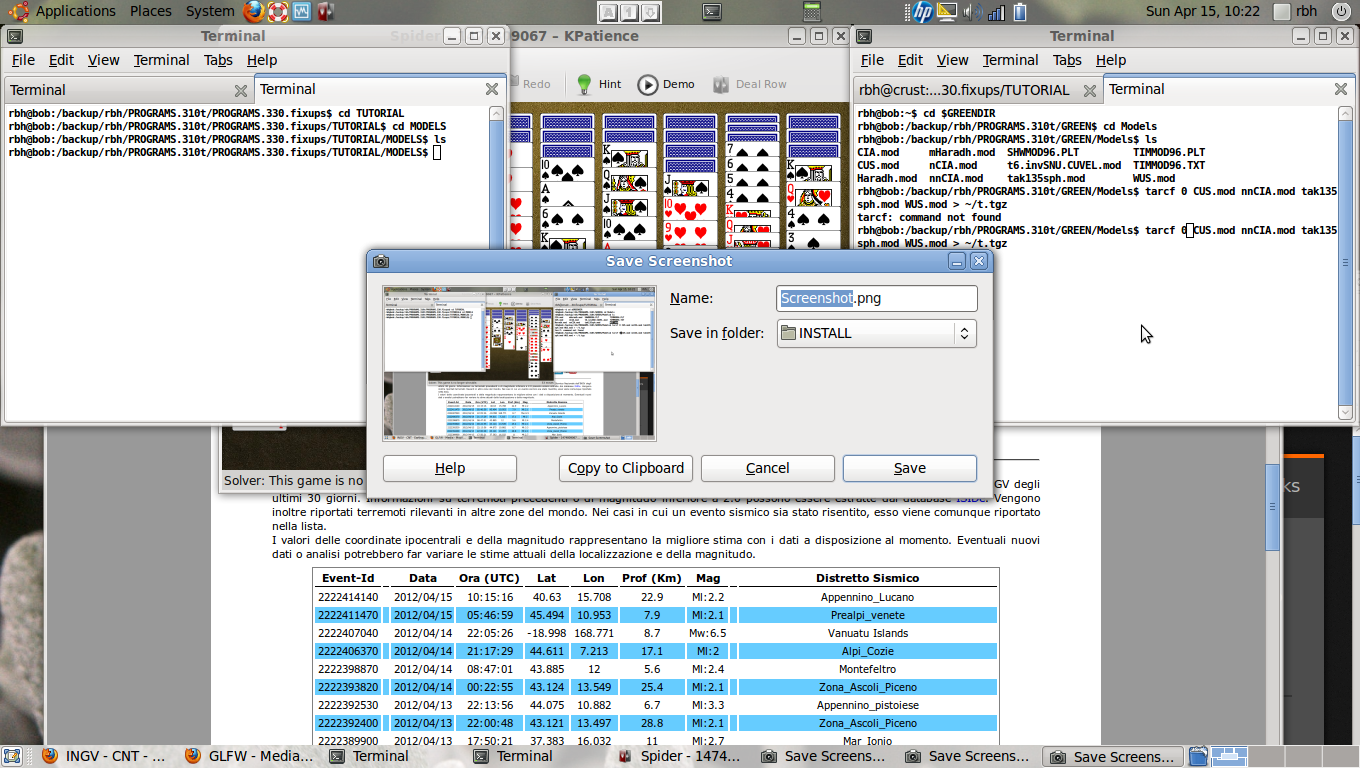 Applications Places System
A 1
hp
Sun Apr 15, 10:22 rbh
Terminal
File Edit View Terminal Tabs Help
Terminal Terminal
rbh@bob:/backup/rbh/PROGRAMS.310t/PROGRAMS.330.fixups$ cd TUTORIAL
rbh@bob:/backup/rbh/PROGRAMS.310t/PROGRAMS.330.fixups/TUTORIAL$ cd MODELS
rbh@bob:/backup/rbh/PROGRAMS.310t/PROGRAMS.330.fixups/TUTORIAL/MODELS$ ls
rbh@bob:/backup/rbh/PROGRAMS.310t/PROGRAMS.330.fixups/TUTORIAL/MODELS$
Spider 9067 – KPatience
Redo Hint Demo Deal Row
Terminal
File Edit View Terminal Tabs Help
rbh@crust:...30.fixups/TUTORIAL Terminal
rbh@bob:~$ cd $GREENDIR
rbh@bob:/backup/rbh/PROGRAMS.310t/GREEN$ cd Models
rbh@bob:/backup/rbh/PROGRAMS.310t/GREEN/Models$ ls
CIA.mod mHaradh.mod SHWMOD96.PLT TIMMOD96.PLT
CUS.mod nCIA.mod t6.invSNU.CUVEL.mod TIMMOD96.TXT
Haradh.mod nnCIA.mod tak135sph.mod WUS.mod
rbh@bob:/backup/rbh/PROGRAMS.310t/GREEN/Models$ tarcf 0 CUS.mod nnCIA.mod tak135
sph.mod WUS.mod > ~/t.tgz
tarcf: command not found
rbh@bob:/backup/rbh/PROGRAMS.310t/GREEN/Models$ tarcf 0 CUS.mod nnCIA.mod tak135
sph.mod WUS.mod > ~/t.tgz
Save Screenshot
Name: Screenshot.png
Save in folder: INSTALL
Help Copy to Clipboard Cancel Save
Solver: This game is no
GV degli
ultimi 30 giorni. Informazioni su terremoti precedenti o di magnitudo inferiore a 2.0 possono essere estratte dal database ISIDe. Vengono
inoltre riportati terremoti rilevanti in altre zone del mondo. Nei casi in cui un evento sismico sia stato risentito, esso viene comunque riportato
nella lista.
I valori delle coordinate ipocentrali e della magnitudo rappresentano la migliore stima con i dati a disposizione al momento. Eventuali nuovi
dati o analisi potrebbero far variare le stime attuali della localizzazione e della magnitudo.
Event-Id Data Ora (UTC) Lat Lon Prof (Km) Mag Distretto Sismico
2222414140 2012/04/15 10:15:16 40.63 15.708 22.9 Ml:2.2 Appennino_Lucano
2222411470 2012/04/15 05:46:59 45.494 10.953 7.9 Ml:2.1 Prealpi_venete
2222407040 2012/04/14 22:05:26 -18.998 168.771 8.7 Mw:6.5 Vanuatu Islands
2222406370 2012/04/14 21:17:29 44.611 7.213 17.1 Ml:2 Alpi_Cozie
2222398870 2012/04/14 08:47:01 43.885 12 5.6 Ml:2.4 Montefeltro
2222393820 2012/04/14 00:22:55 43.124 13.549 25.4 Ml:2.1 Zona_Ascoli_Piceno
2222392530 2012/04/13 22:13:56 44.075 10.882 6.7 Ml:3.3 Appennino_pistoiese
2222392400 2012/04/13 22:00:48 43.121 13.497 28.8 Ml:2.1 Zona_Ascoli_Piceno
2222389900 2012/04/13 17:50:21 37.383 16.032 11 Ml:2.7 Mar_Ionio
ks
INGV - CNT - ... GLFW - Media... Terminal Terminal Spider - 1474... Save Screens... Save Screens... Save Screens...